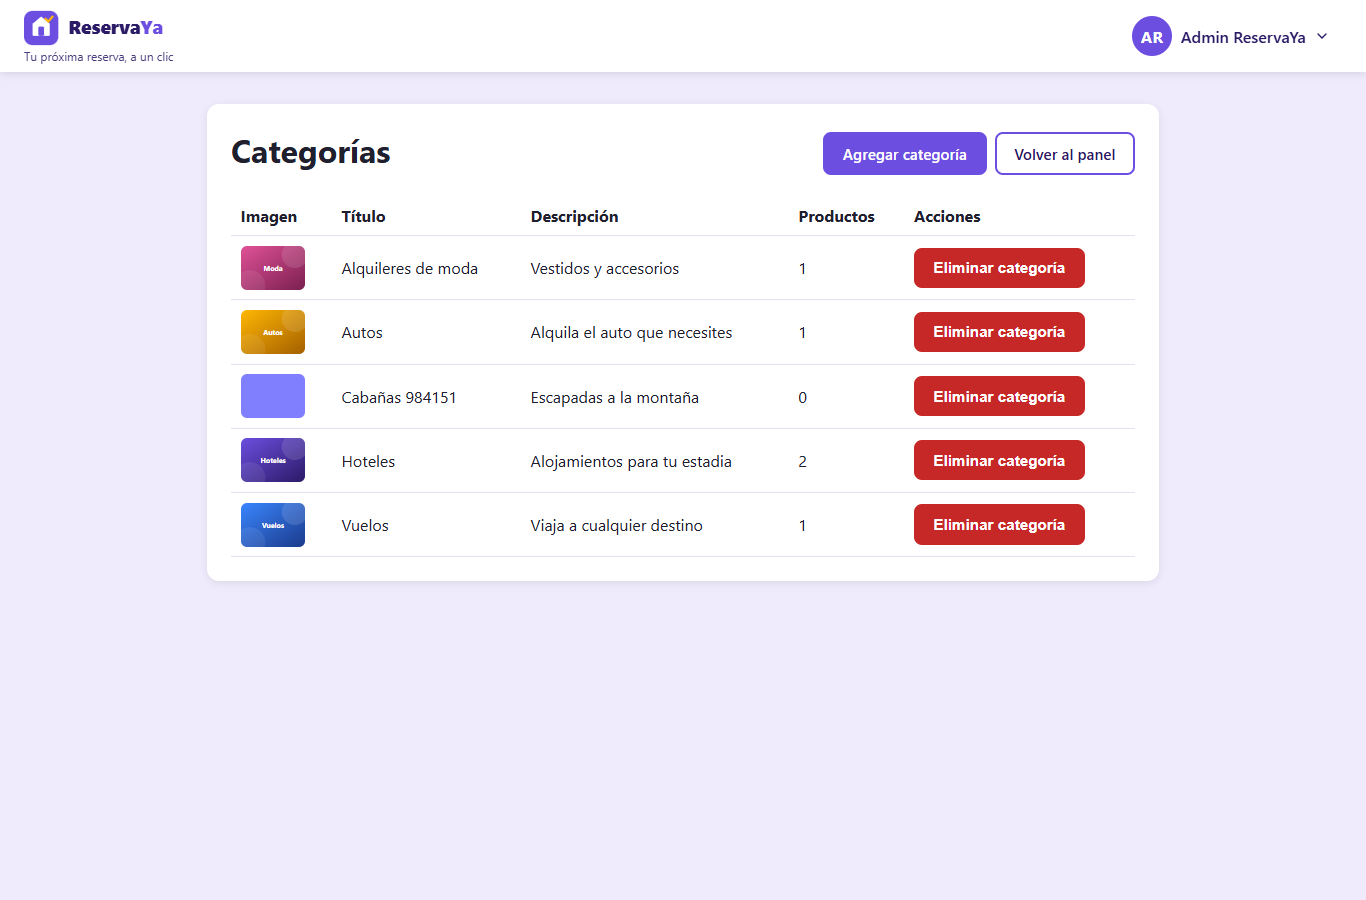 ReservaYa
Tu próxima reserva, a un clic
AR Admin ReservaYa
Categorías
Agregar categoría Volver al panel
Imagen Título Descripción Productos Acciones
Moda Alquileres de moda Vestidos y accesorios 1 Eliminar categoría
Autos Autos Alquila el auto que necesites 1 Eliminar categoría
Cabañas 984151 Escapadas a la montaña 0 Eliminar categoría
Hoteles Hoteles Alojamientos para tu estadia 2 Eliminar categoría
Vuelos Vuelos Viaja a cualquier destino 1 Eliminar categoría